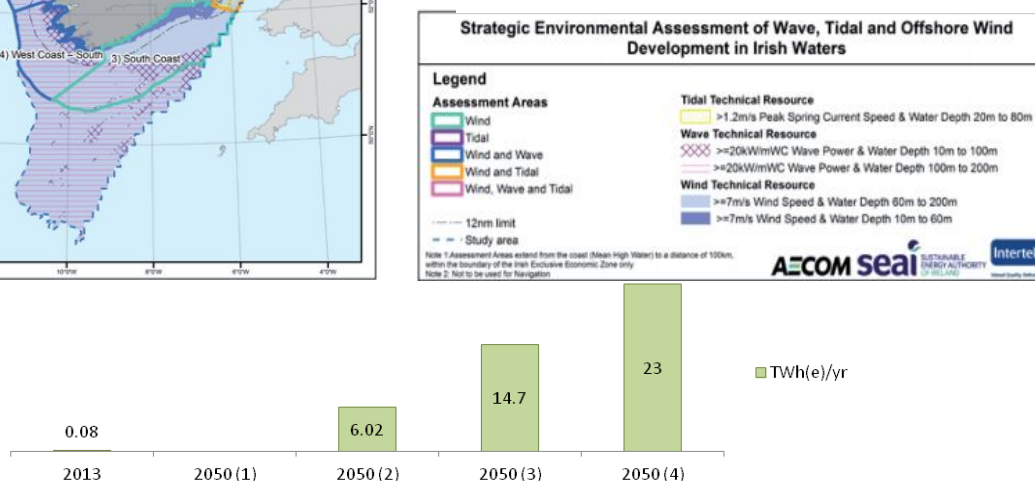 4) West Coast – South
3) South Coast
10°0'W
8°0'W
6°0'W
4°0'W
50°0'N
Strategic Environmental Assessment of Wave, Tidal and Offshore Wind
Development in Irish Waters
Legend
Assessment Areas
Wind
Tidal
Wind and Wave
Wind and Tidal
Wind, Wave and Tidal
12nm limit
Study area
Note 1:Assessment Areas extend from the coast (Mean High Water) to a distance of 100km,
within the boundary of the Irish Exclusive Economic Zone only
Note 2: Not to be used for Navigation
Tidal Technical Resource
>1.2m/s Peak Spring Current Speed & Water Depth 20m to 80m
Wave Technical Resource
>=20kW/mWC Wave Power & Water Depth 10m to 100m
>=20kW/mWC Wave Power & Water Depth 100m to 200m
Wind Technical Resource
>=7m/s Wind Speed & Water Depth 60m to 200m
>=7m/s Wind Speed & Water Depth 10m to 60m
AECOM
seai
SUSTAINABLE
ENERGY AUTHORITY
OF IRELAND
Intertek
0.08
6.02
14.7
23
TWh(e)/yr
2013
2050 (1)
2050 (2)
2050 (3)
2050 (4)